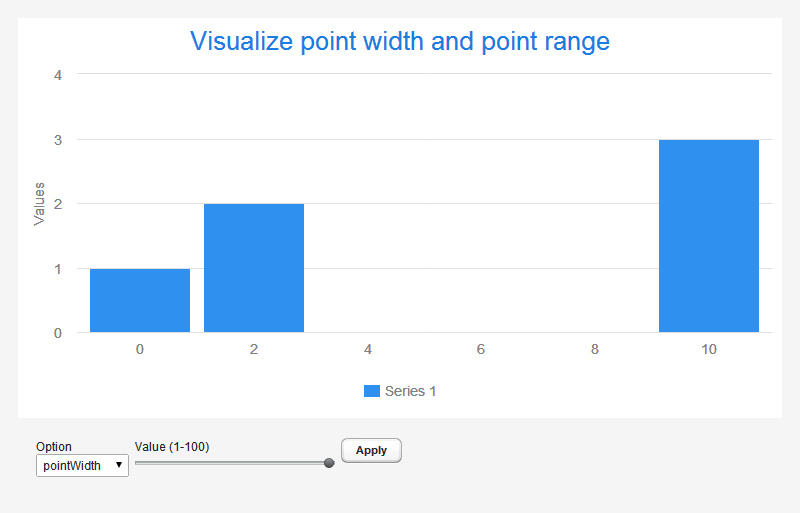 Visualize point width and point range
4
3
2
1
0
Values
0 2 4 6 8 10
Series 1
Option Value (1-100)
pointWidth Apply